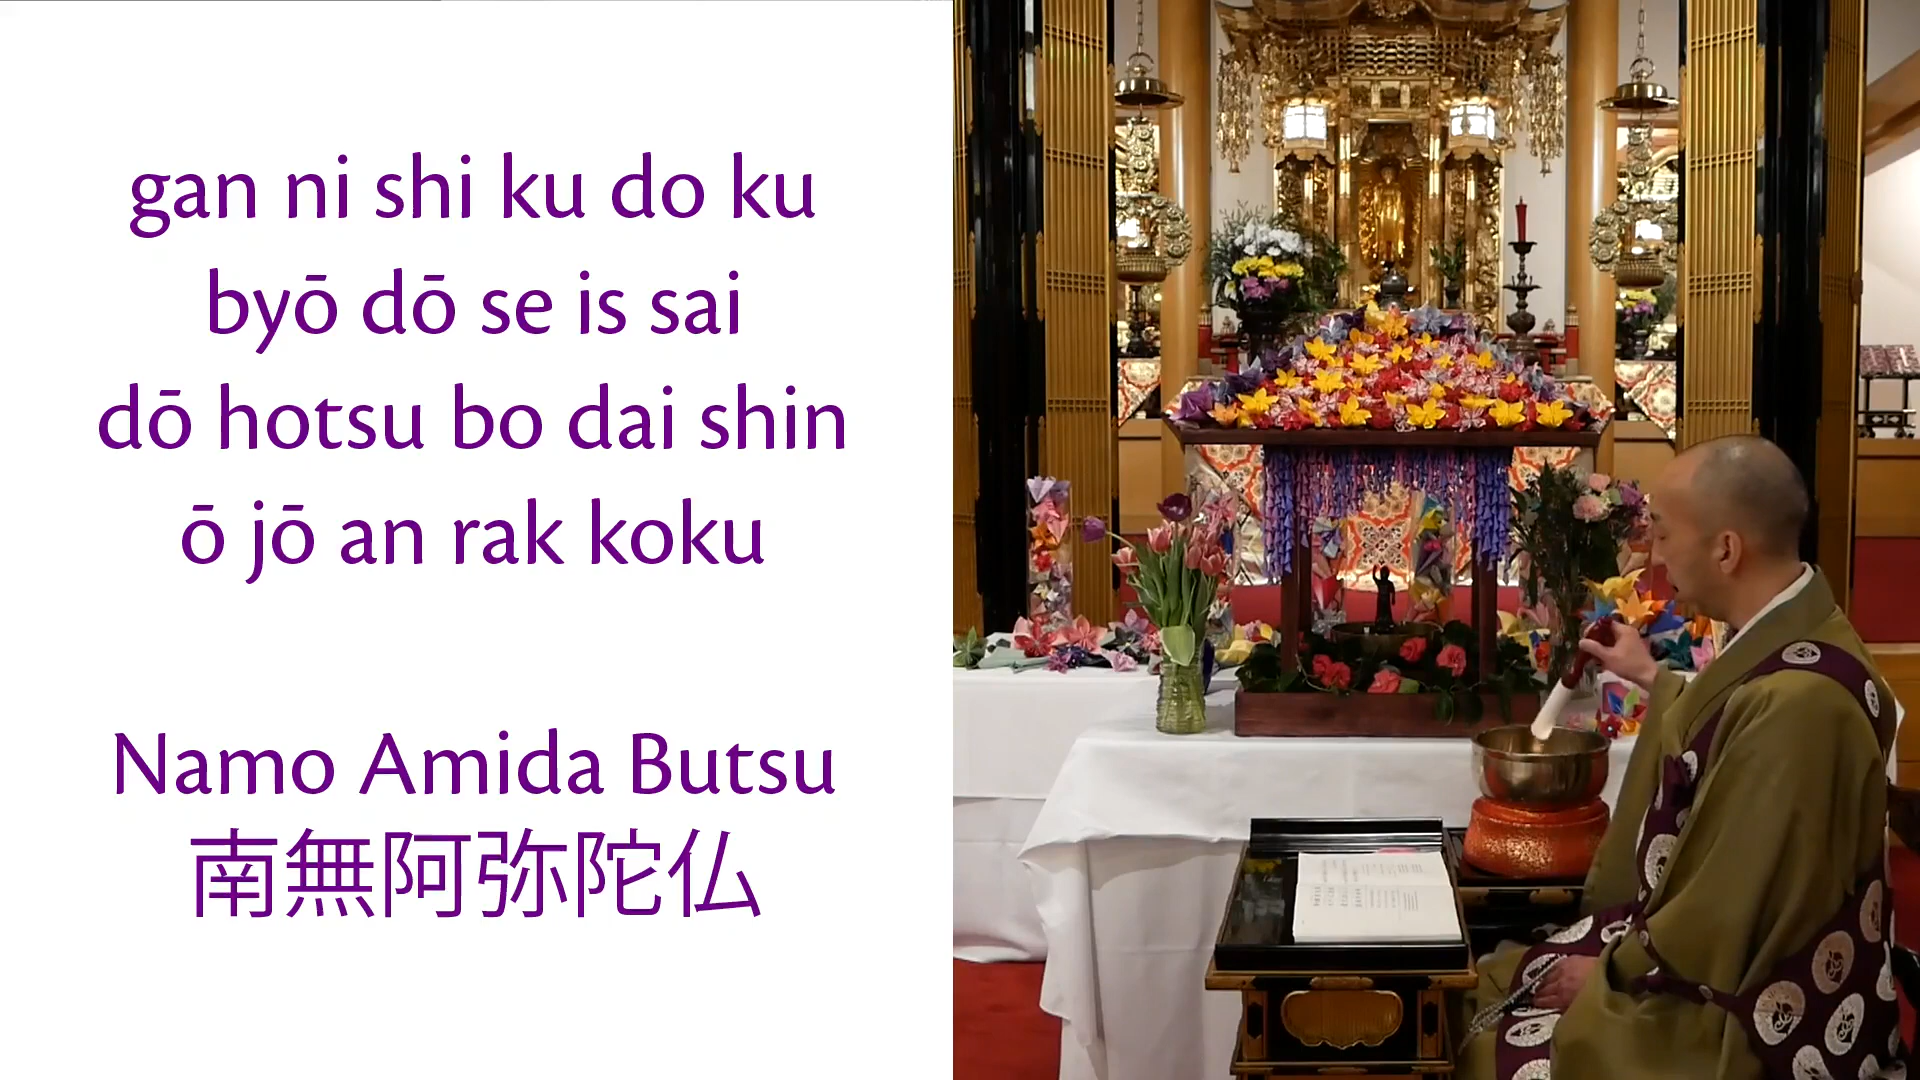 gan ni shi ku do ku
byō dō se is sai
dō hotsu bo dai shin
ō jō an rak koku
Namo Amida Butsu
南無阿弥陀仏